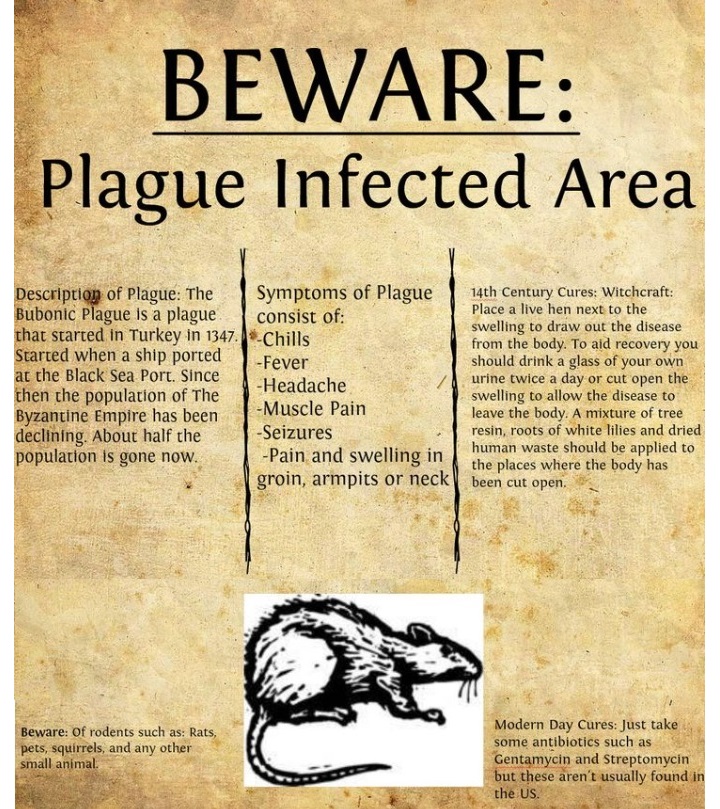 BEWARE:
Plague Infected Area
Description of Plague: The
Bubonic Plague is a plague
that started in Turkey in 1347.
Started when a ship ported
at the Black Sea Port. Since
then the population of The
Byzantine Empire has been
declining. About half the
population is gone now.
Symptoms of Plague
consist of:
-Chills
-Fever
-Headache
-Muscle Pain
-Seizures
-Pain and swelling in
groin, armpits or neck
14th Century Cures: Witchcraft:
Place a live hen next to the
swelling to draw out the disease
from the body. To aid recovery you
should drink a glass of your own
urine twice a day or cut open the
swelling to allow the disease to
leave the body. A mixture of tree
resin, roots of white lilies and dried
human waste should be applied to
the places where the body has
been cut open.
Beware: Of rodents such as: Rats,
pets, squirrels, and any other
small animal.
Modern Day Cures: Just take
some antibiotics such as
Gentamycin and Streptomycin
but these aren't usually found in
the US.